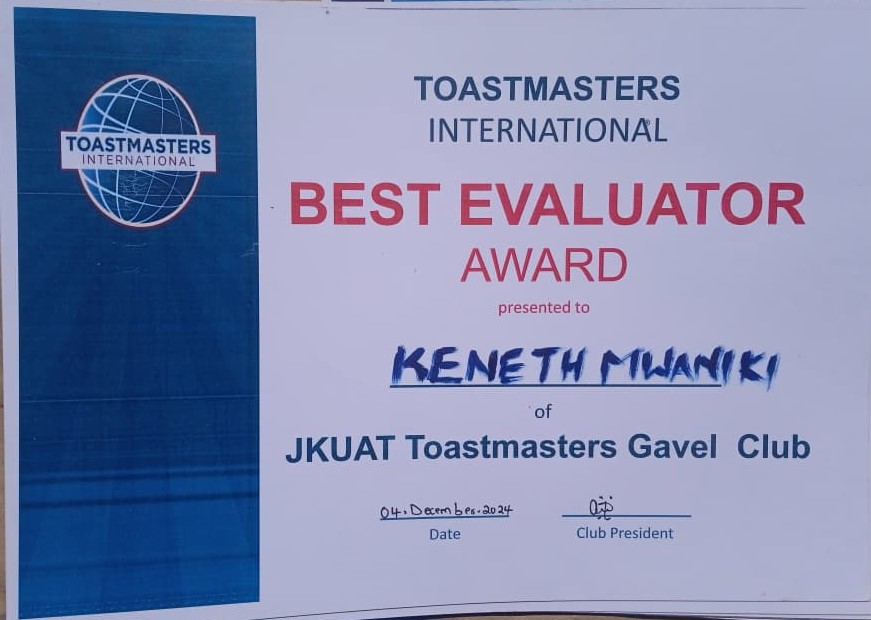 TOASTMASTERS
INTERNATIONAL
TOASTMASTERS
INTERNATIONAL®
BEST EVALUATOR
AWARD
presented to
KENETH MWANIKI
of
JKUAT Toastmasters Gavel Club
04.December.2024
Date
Club President